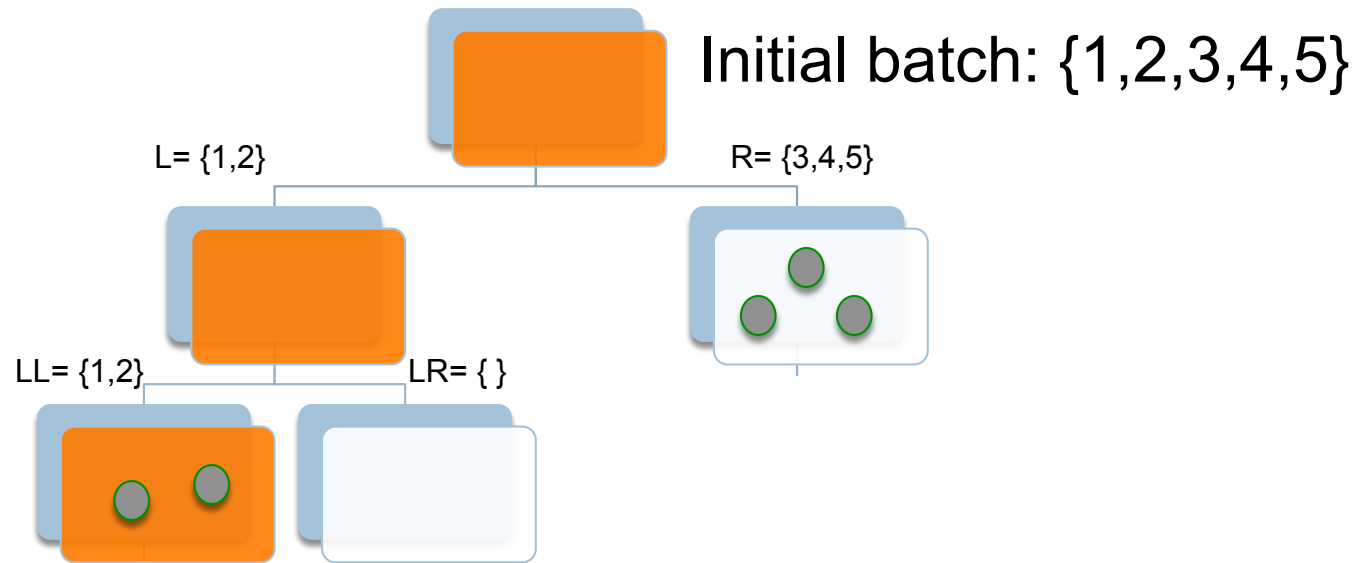 Initial batch: {1,2,3,4,5}
L= {1,2}
R= {3,4,5}
LL= {1,2}
LR= { }